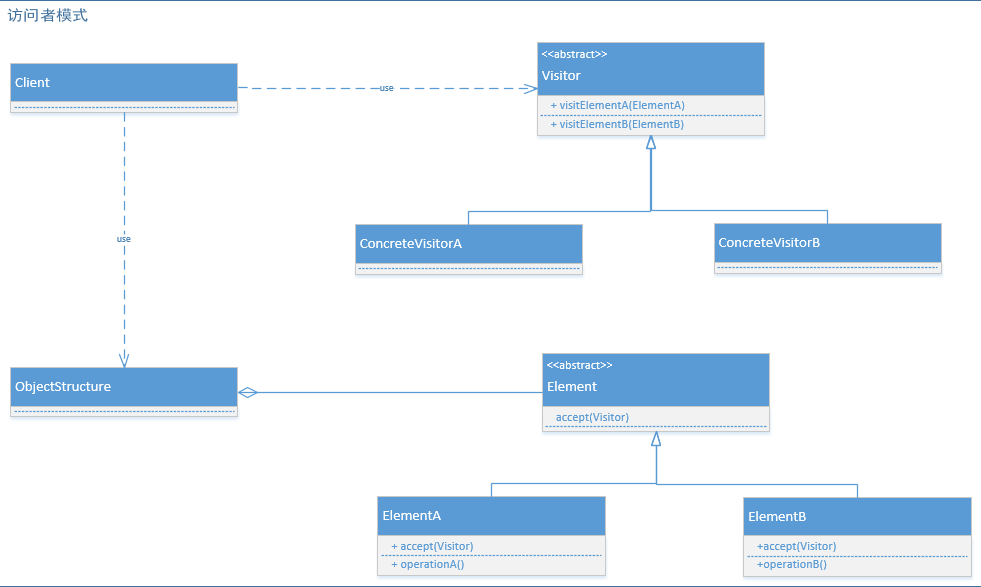 访问者模式
Client
use
<<abstract>>
Visitor
+ visitElementA(ElementA)
+ visitElementB(ElementB)
ConcreteVisitorA
ConcreteVisitorB
use
ObjectStructure
<<abstract>>
Element
accept(Visitor)
ElementA
+ accept(Visitor)
+ operationA()
ElementB
+accept(Visitor)
+operationB()